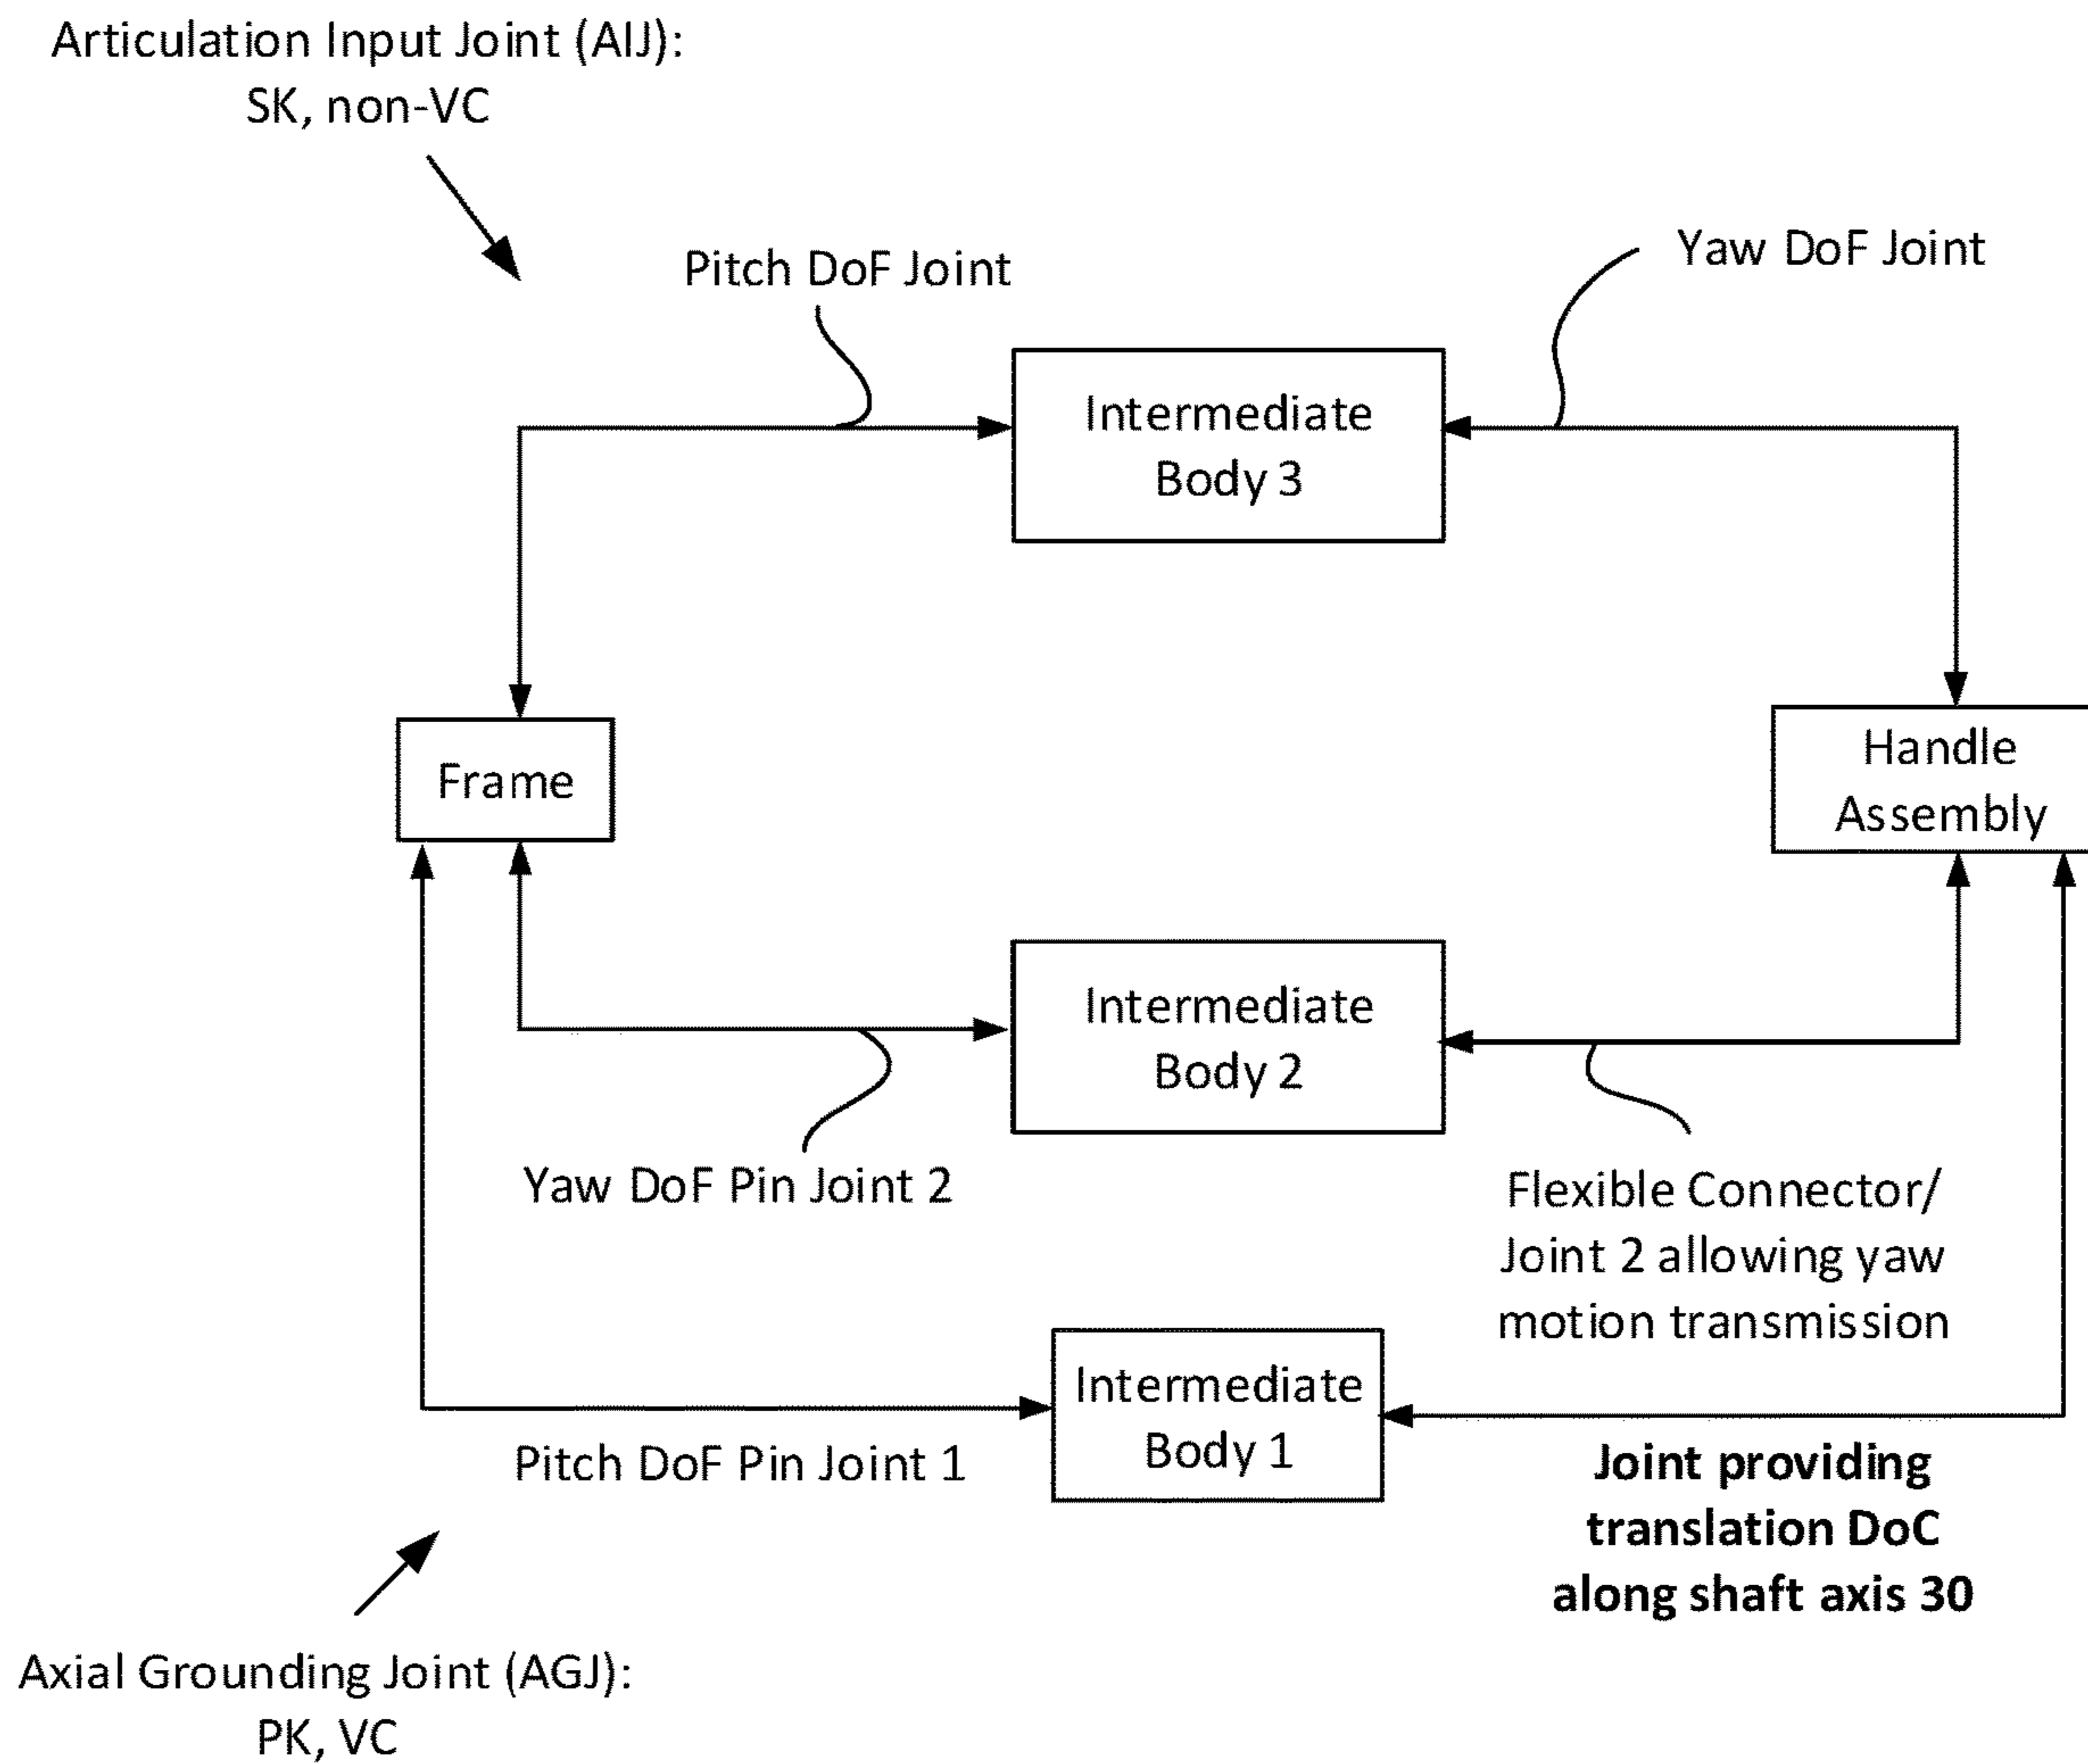 Articulation Input Joint (AIJ):
SK, non-VC
Pitch DoF Joint
Yaw DoF Joint
Intermediate
Body 3
Frame
Handle
Assembly
Intermediate
Body 2
Yaw DoF Pin Joint 2
Flexible Connector/
Joint 2 allowing yaw
motion transmission
Intermediate
Body 1
Pitch DoF Pin Joint 1
Joint providing
translation DoC
along shaft axis 30
Axial Grounding Joint (AGJ):
PK, VC